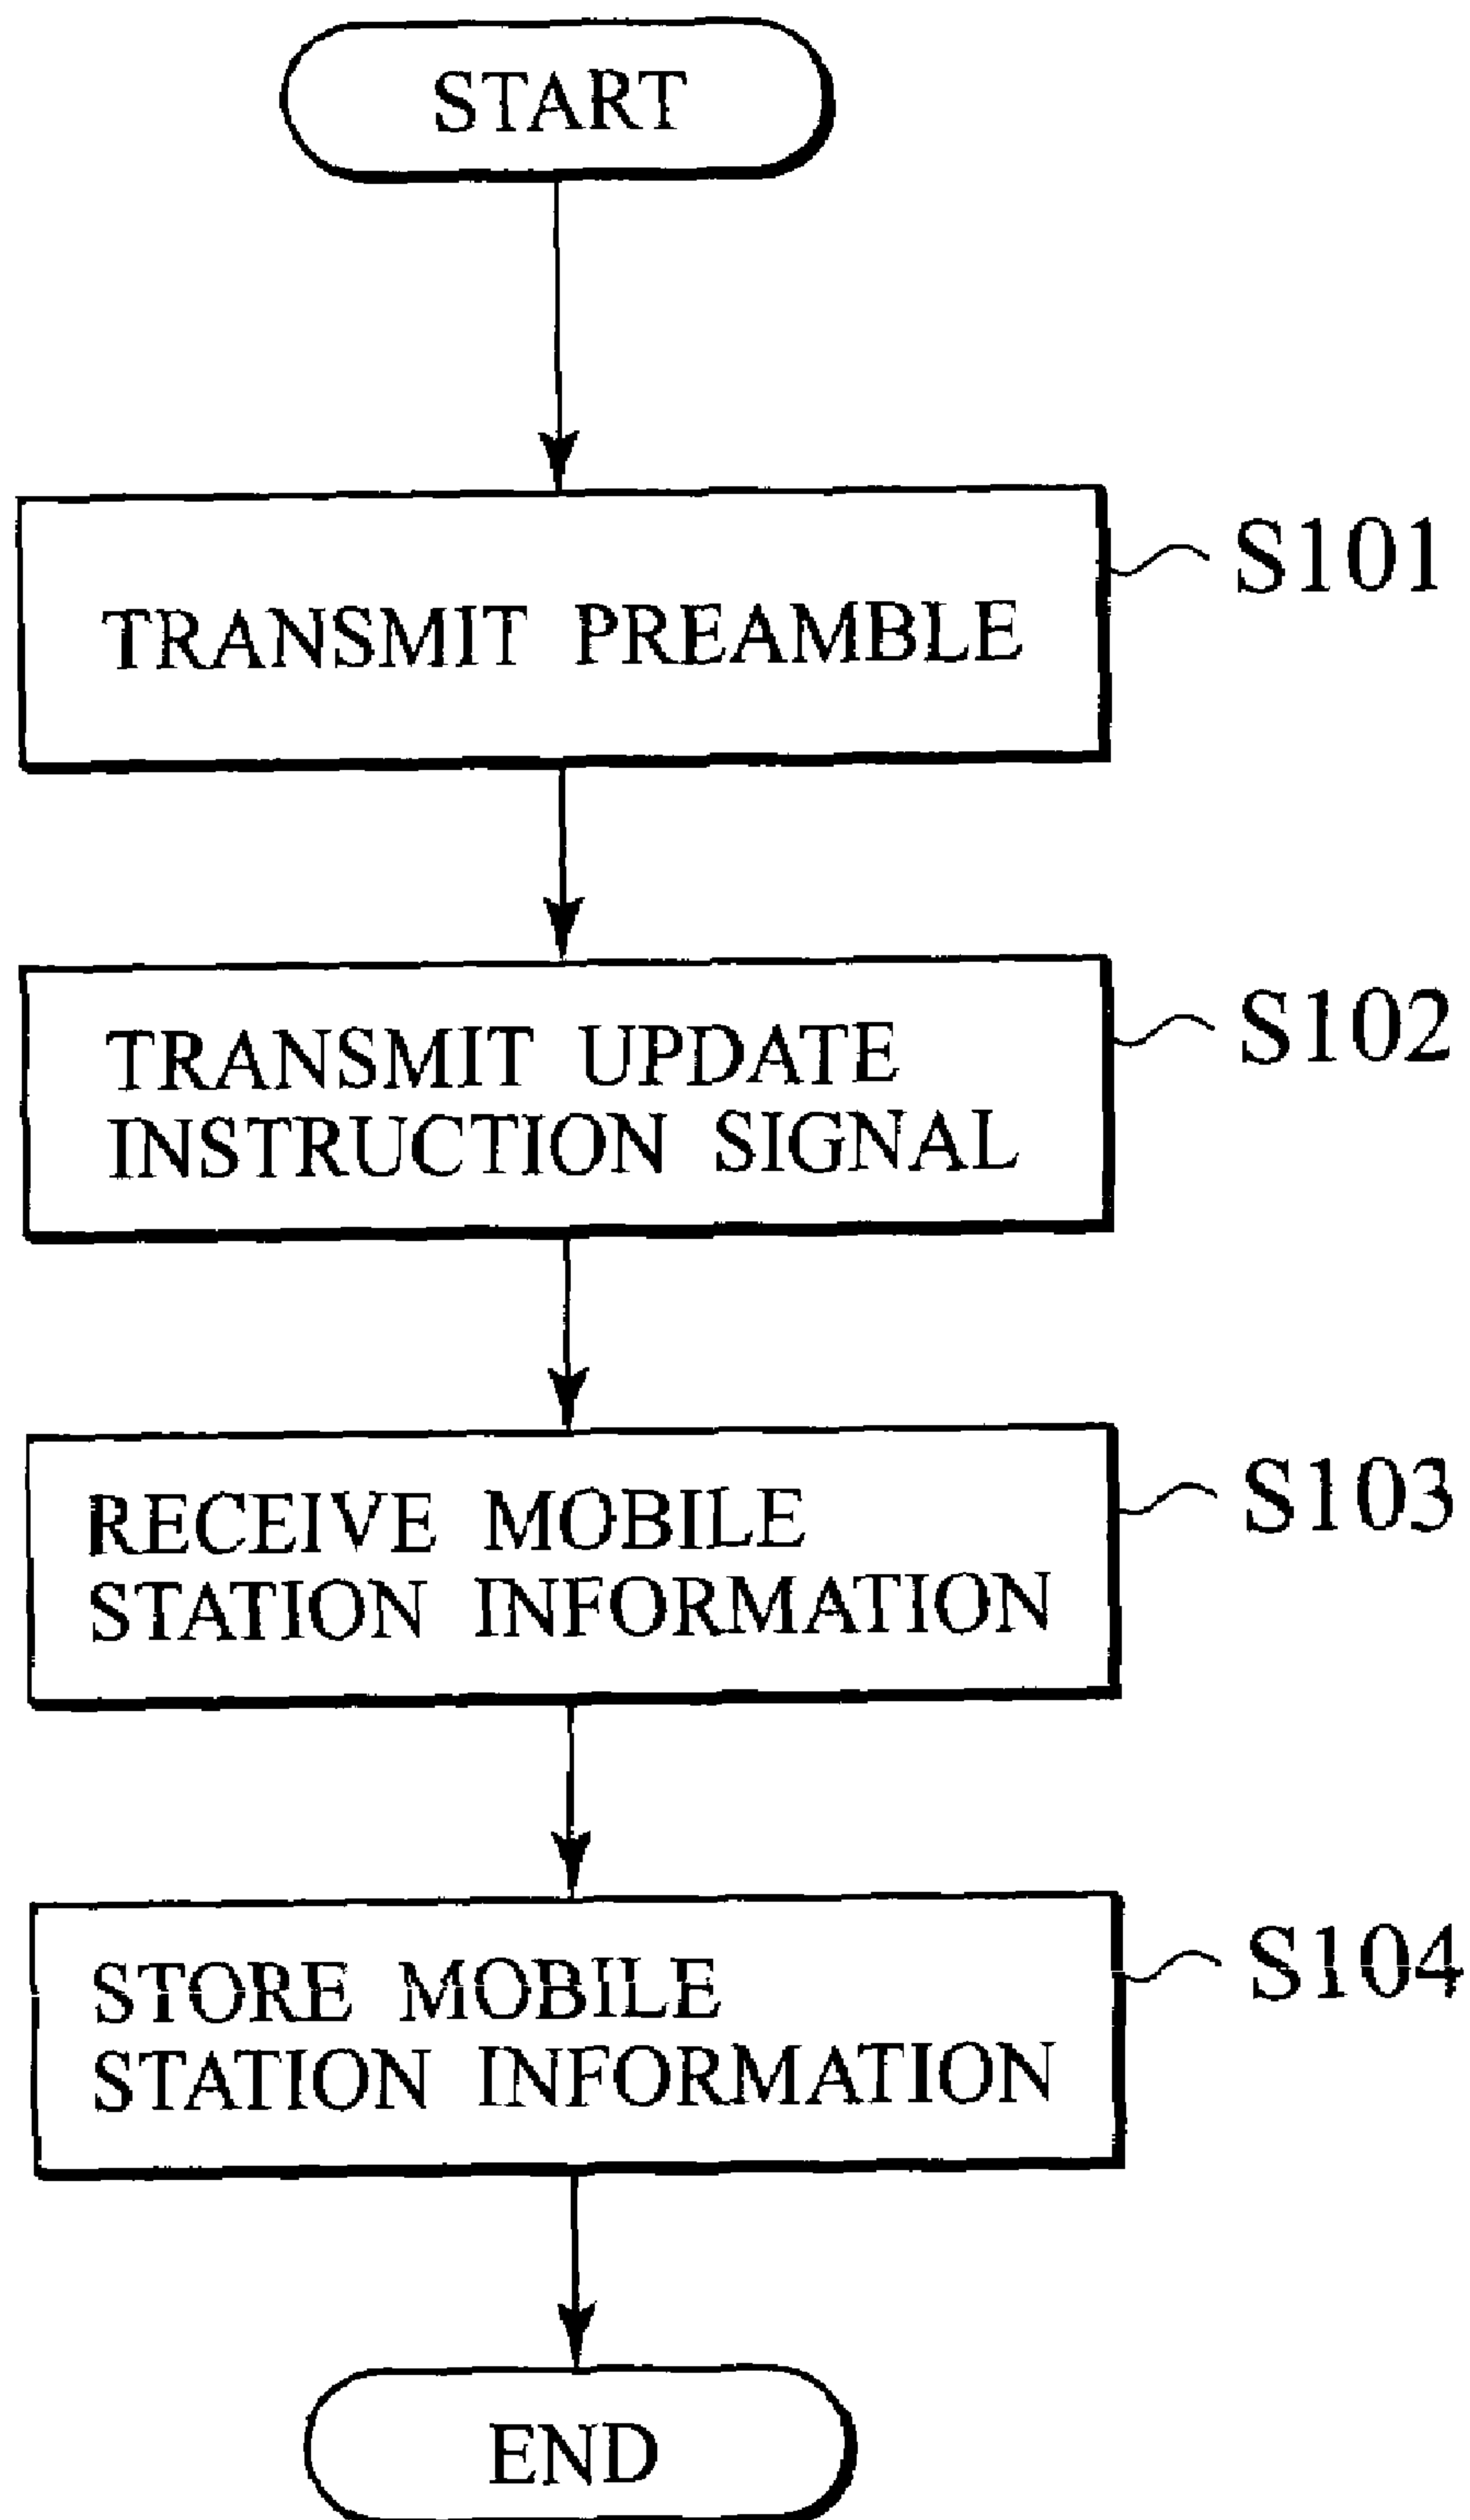 START
TRANSMIT PREAMBLE
S101
TRANSMIT UPDATE
INSTRUCTION SIGNAL
S102
RECEIVE MOBILE
STATION INFORMATION
S103
STORE MOBILE
STATION INFORMATION
S104
END